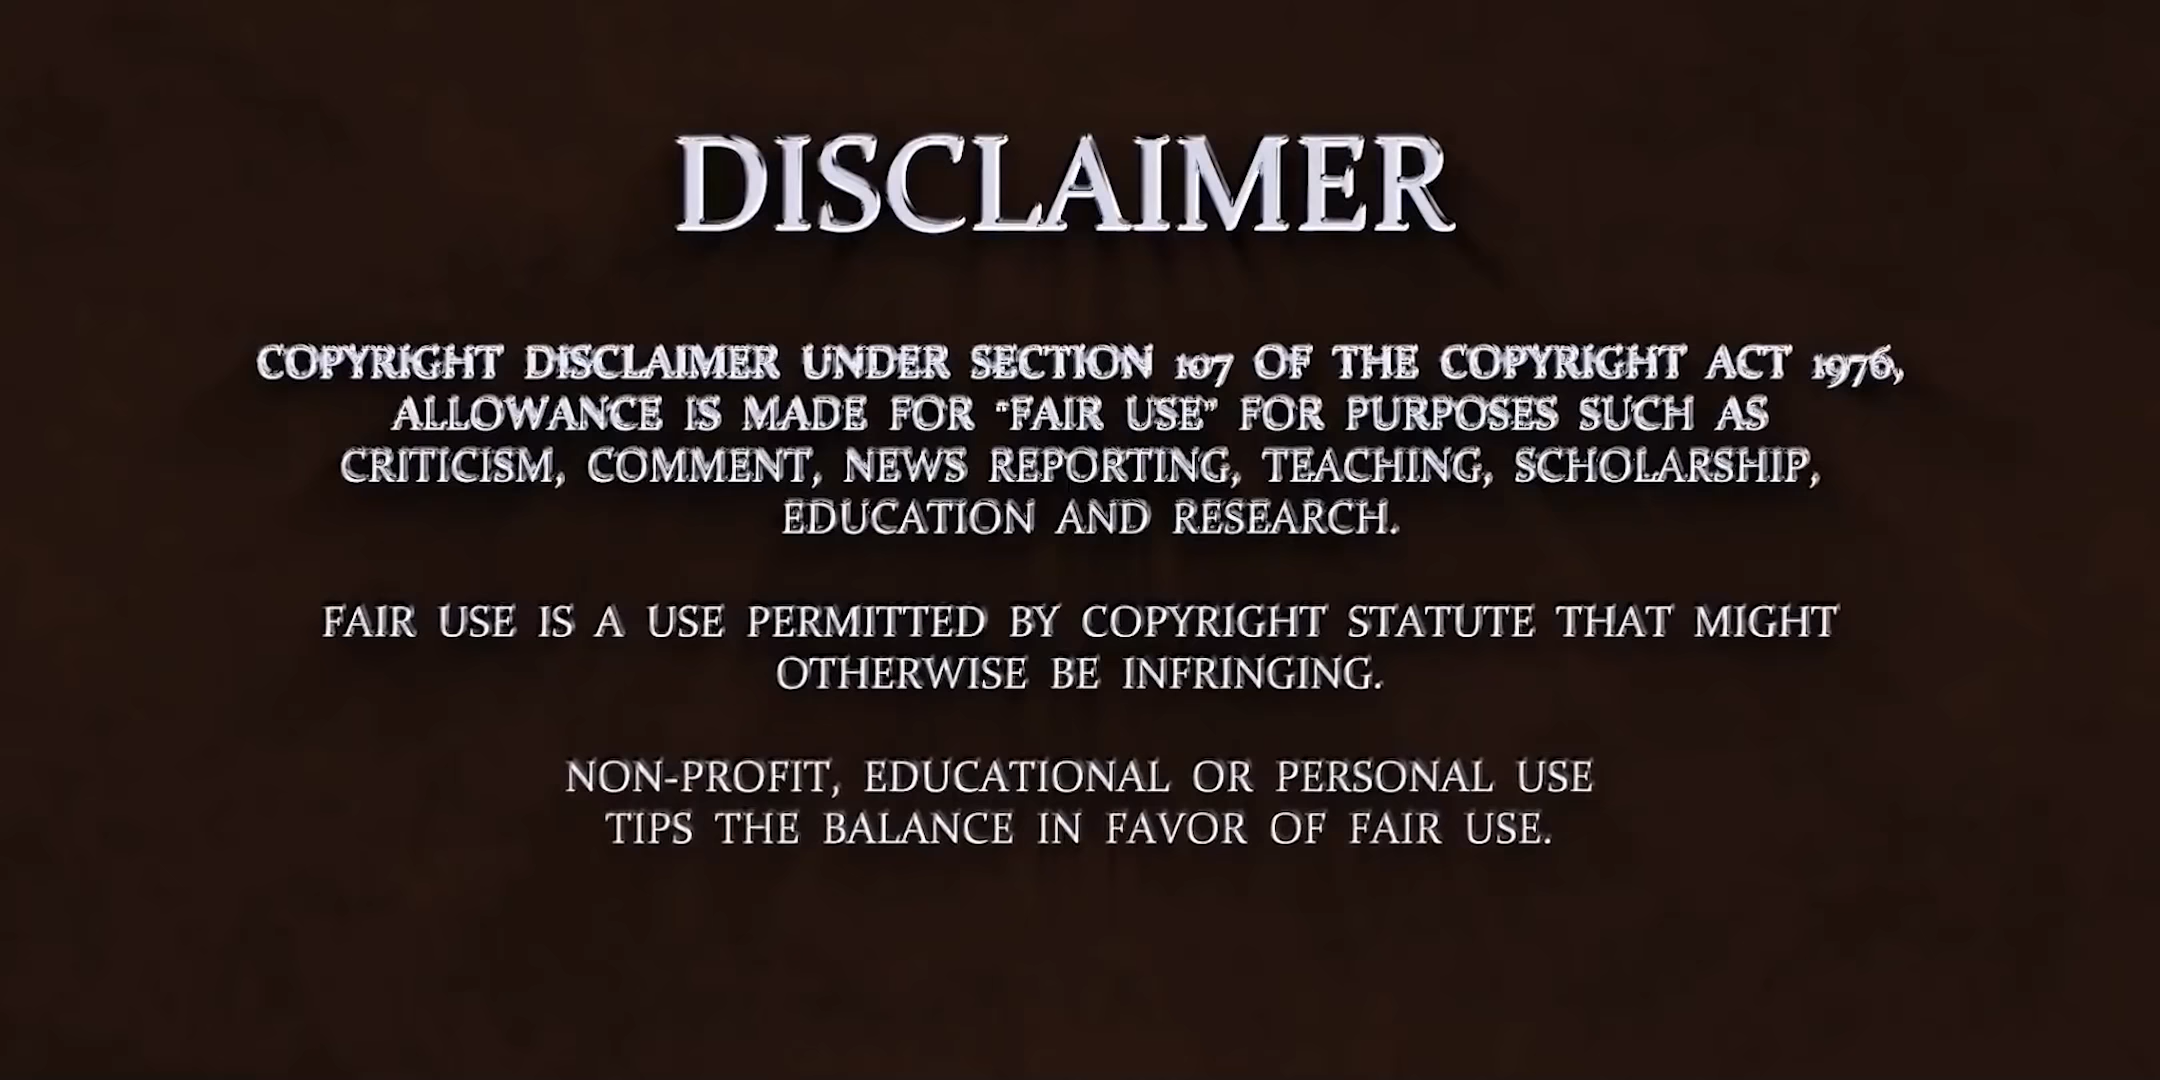 DISCLAIMER
COPYRIGHT DISCLAIMER UNDER SECTION 107 OF THE COPYRIGHT ACT 1976,
ALLOWANCE IS MADE FOR "FAIR USE" FOR PURPOSES SUCH AS
CRITICISM, COMMENT, NEWS REPORTING, TEACHING, SCHOLARSHIP,
EDUCATION AND RESEARCH.
FAIR USE IS A USE PERMITTED BY COPYRIGHT STATUTE THAT MIGHT
OTHERWISE BE INFRINGING.
NON-PROFIT, EDUCATIONAL OR PERSONAL USE
TIPS THE BALANCE IN FAVOR OF FAIR USE.